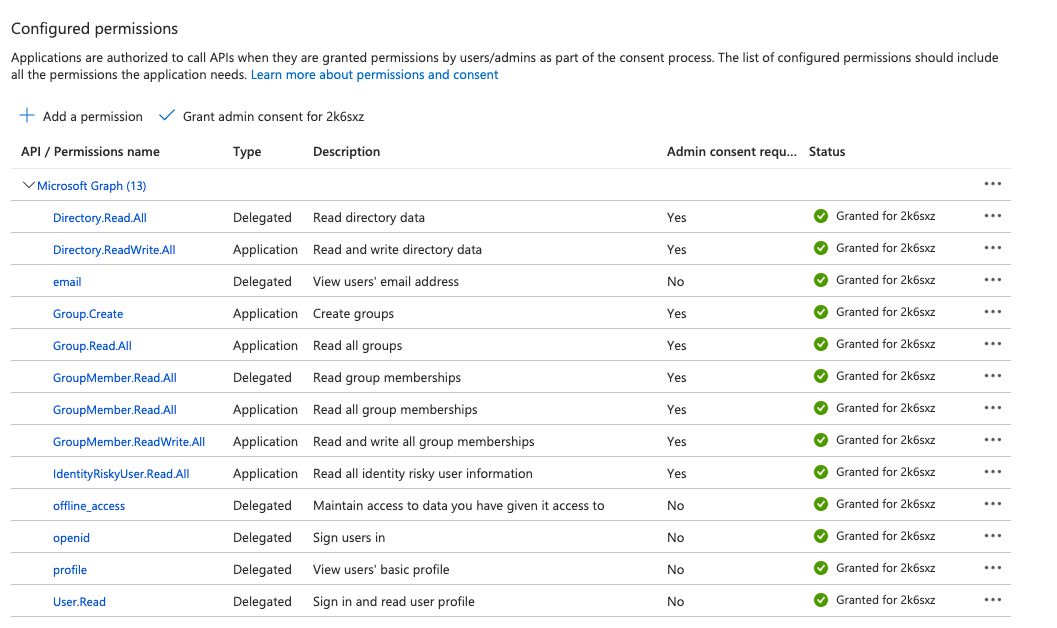 Configured permissions
Applications are authorized to call APIs when they are granted permissions by users/admins as part of the consent process. The list of configured permissions should include
all the permissions the application needs. Learn more about permissions and consent
Add a permission Grant admin consent for 2k6sxz
API / Permissions name Type Description Admin consent requ... Status
Microsoft Graph (13)
Directory.Read.All Delegated Read directory data Yes Granted for 2k6sxz
Directory.ReadWrite.All Application Read and write directory data Yes Granted for 2k6sxz
email Delegated View users' email address No Granted for 2k6sxz
Group.Create Application Create groups Yes Granted for 2k6sxz
Group.Read.All Application Read all groups Yes Granted for 2k6sxz
GroupMember.Read.All Delegated Read group memberships Yes Granted for 2k6sxz
GroupMember.Read.All Application Read all group memberships Yes Granted for 2k6sxz
GroupMember.ReadWrite.All Application Read and write all group memberships Yes Granted for 2k6sxz
IdentityRiskyUser.Read.All Application Read all identity risky user information Yes Granted for 2k6sxz
offline_access Delegated Maintain access to data you have given it access to No Granted for 2k6sxz
openid Delegated Sign users in No Granted for 2k6sxz
profile Delegated View users' basic profile No Granted for 2k6sxz
User.Read Delegated Sign in and read user profile No Granted for 2k6sxz